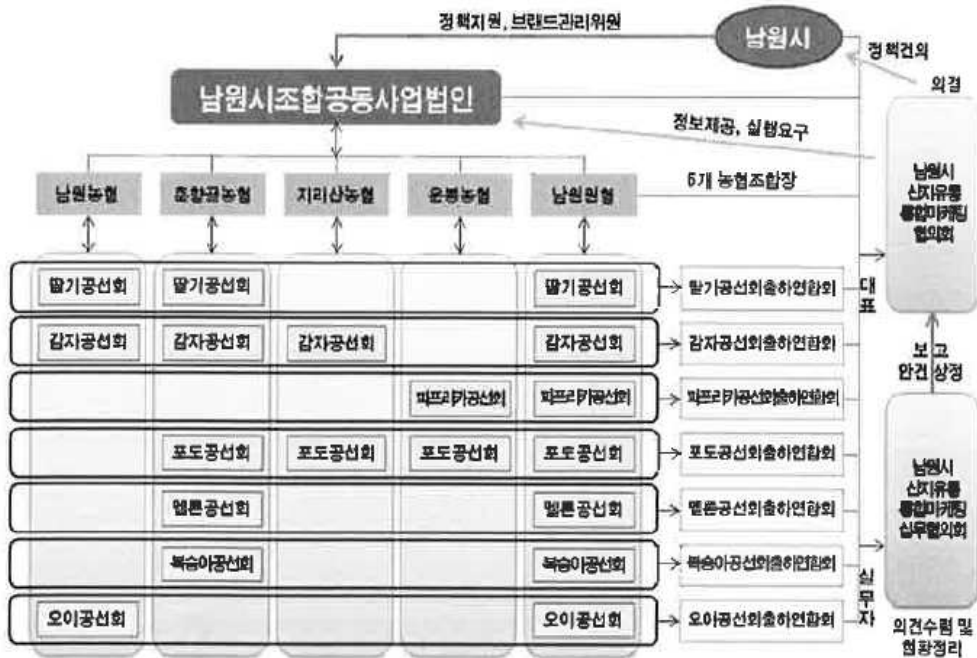 정책지원, 브랜드관리위원
남원시
정책건의
의결
남원시조합공동사업법인
정보제공, 실행요구
5개 농협조합장
남원농협
춘향골농협
지리산농협
운봉농협
남원원협
남원시
산지유통
통합마케팅
협의회
딸기공선회
딸기공선회
딸기공선회
딸기공선회출하연합회
대표
감자공선회
감자공선회
감자공선회
감자공선회
감자공선회출하연합회
보고
안건 상정
파프리카공선회
파프리카공선회
파프리카공선회출하연합회
포도공선회
포도공선회
포도공선회
포도공선회
포도공선회출하연합회
남원시
산지유통
통합마케팅
실무협의회
멜론공선회
멜론공선회
멜론공선회출하연합회
복숭아공선회
복숭아공선회
복숭아공선회출하연합회
실무자
오이공선회
오이공선회
오이공선회출하연합회
의견수렴 및
현황정리